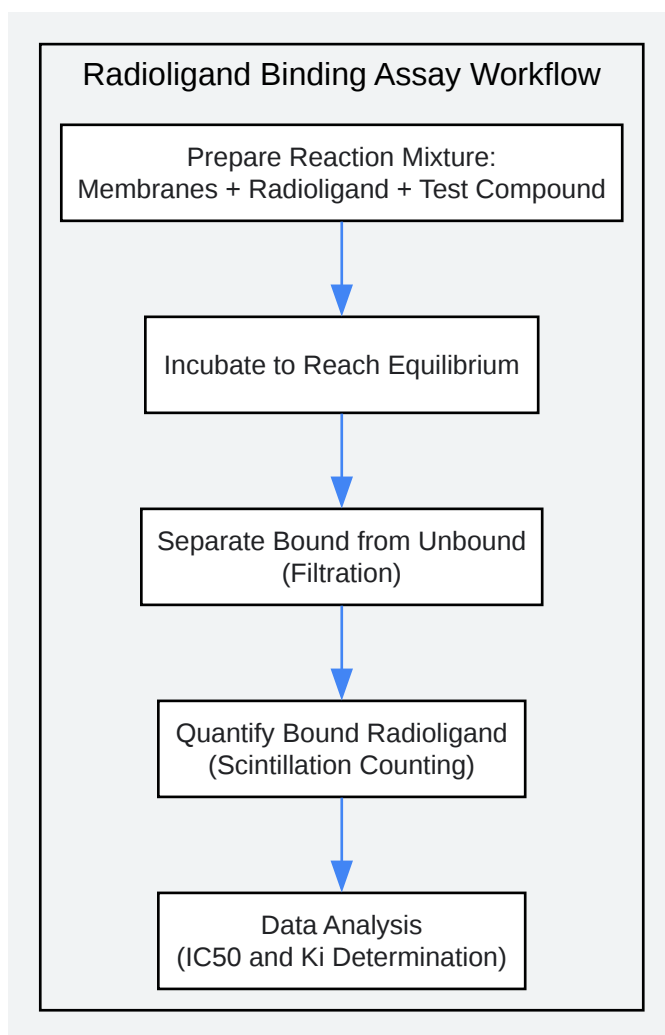 Radioligand Binding Assay Workflow
Prepare Reaction Mixture:
Membranes + Radioligand + Test Compound
Incubate to Reach Equilibrium
Separate Bound from Unbound
(Filtration)
Quantify Bound Radioligand
(Scintillation Counting)
Data Analysis
(IC50 and Ki Determination)